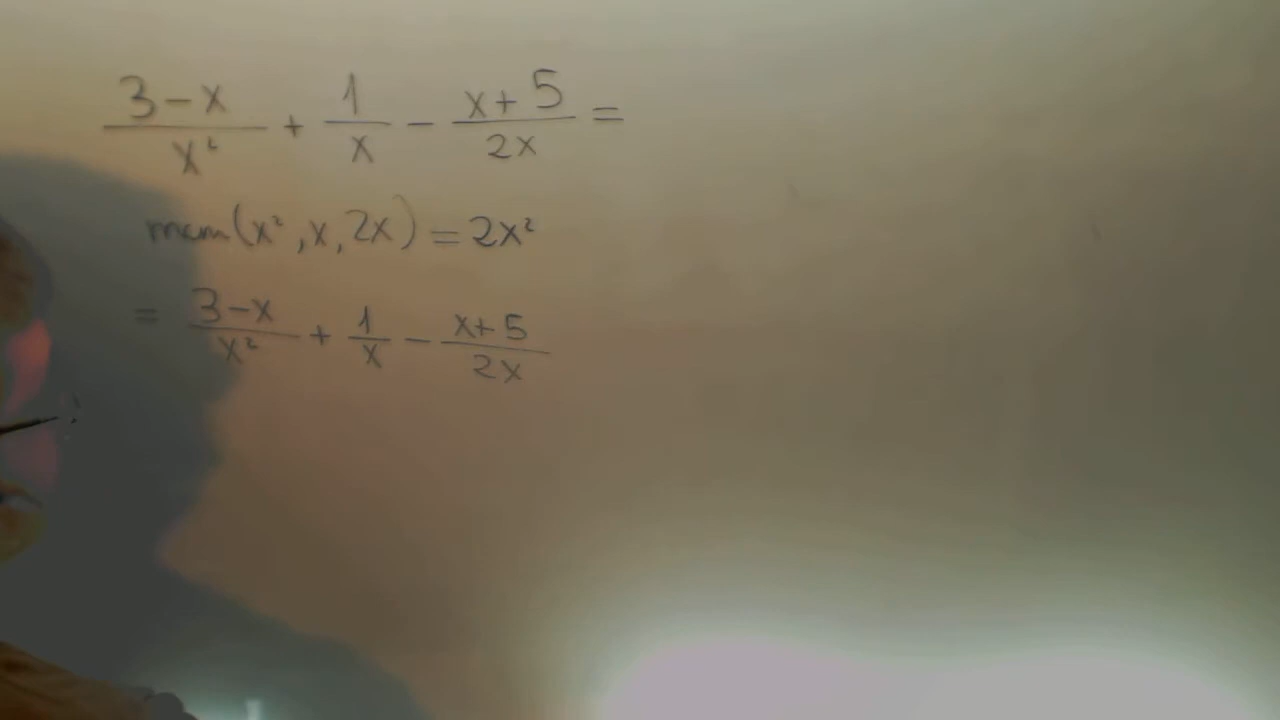 (3-x)/x² + 1/x - (x+5)/2x =
mcm(x², x, 2x) = 2x²
= (3-x)/x² + 1/x - (x+5)/2x